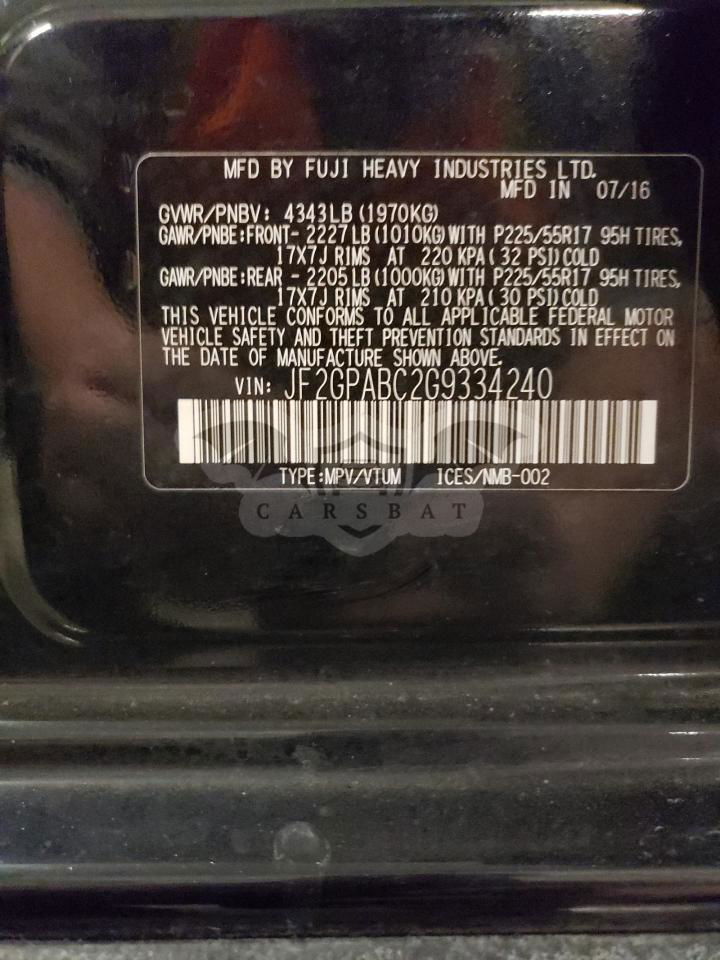 MFD BY FUJI HEAVY INDUSTRIES LTD.
MFD IN 07/16
GVWR/PNBV: 4343LB (1970KG)
GAWR/PNBE:FRONT- 2227LB(1010KG)WITH P225/55R17 95H TIRES,
17X7J RIMS AT 220 KPA( 32 PSI)COLD
GAWR/PNBE:REAR - 2205LB(1000KG)WITH P225/55R17 95H TIRES,
17X7J RIMS AT 210 KPA( 30 PSI)COLD
THIS VEHICLE CONFORMS TO ALL APPLICABLE FEDERAL MOTOR
VEHICLE SAFETY AND THEFT PREVENTION STANDARDS IN EFFECT ON
THE DATE OF MANUFACTURE SHOWN ABOVE.
VIN: JF2GPABC2G9334240
TYPE:MPV/VTUM ICES/NMB-002
CARSBAT